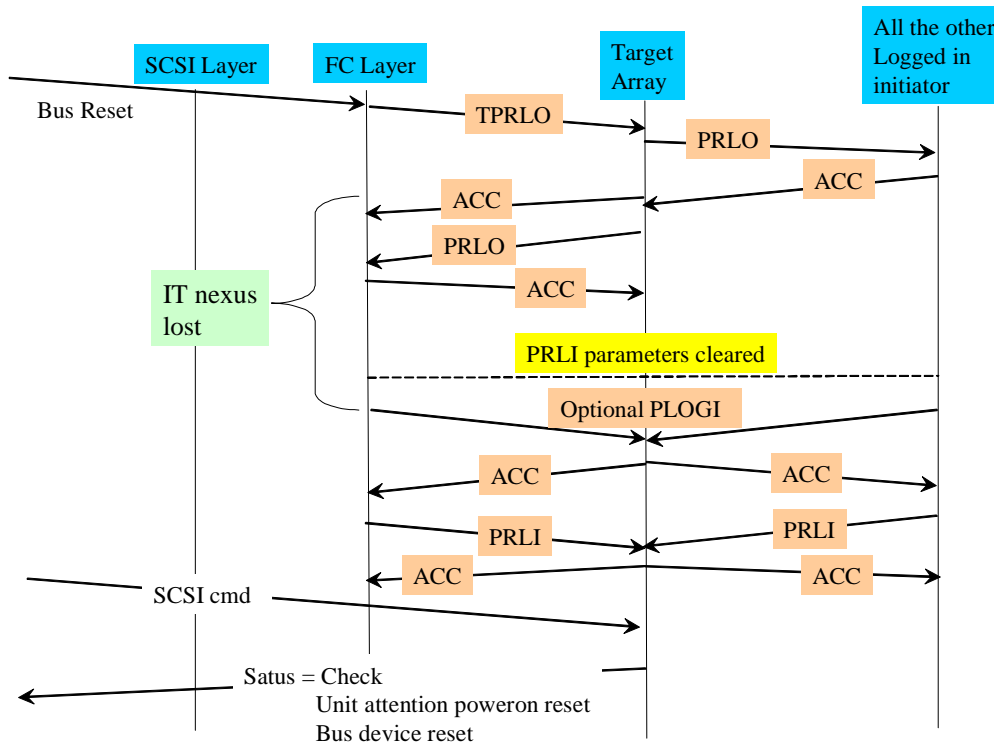 SCSI Layer
FC Layer
Target
Array
All the other
Logged in
initiator
Bus Reset
TPRLO
PRLO
ACC
ACC
PRLO
ACC
IT nexus
lost
PRLI parameters cleared
Optional PLOGI
ACC
ACC
PRLI
PRLI
ACC
ACC
SCSI cmd
Satus = Check
Unit attention poweron reset
Bus device reset